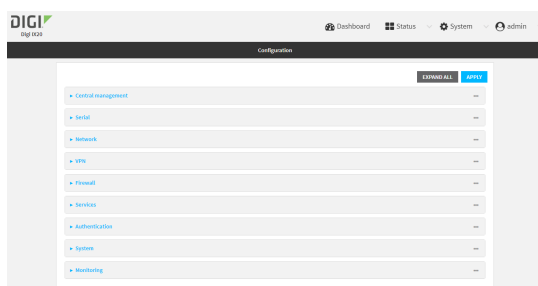 DIGI
Digi IX20
Dashboard
Status
System
admin
Configuration
EXPAND ALL
APPLY
Central management
Serial
Network
VPN
Firewall
Services
Authentication
System
Monitoring